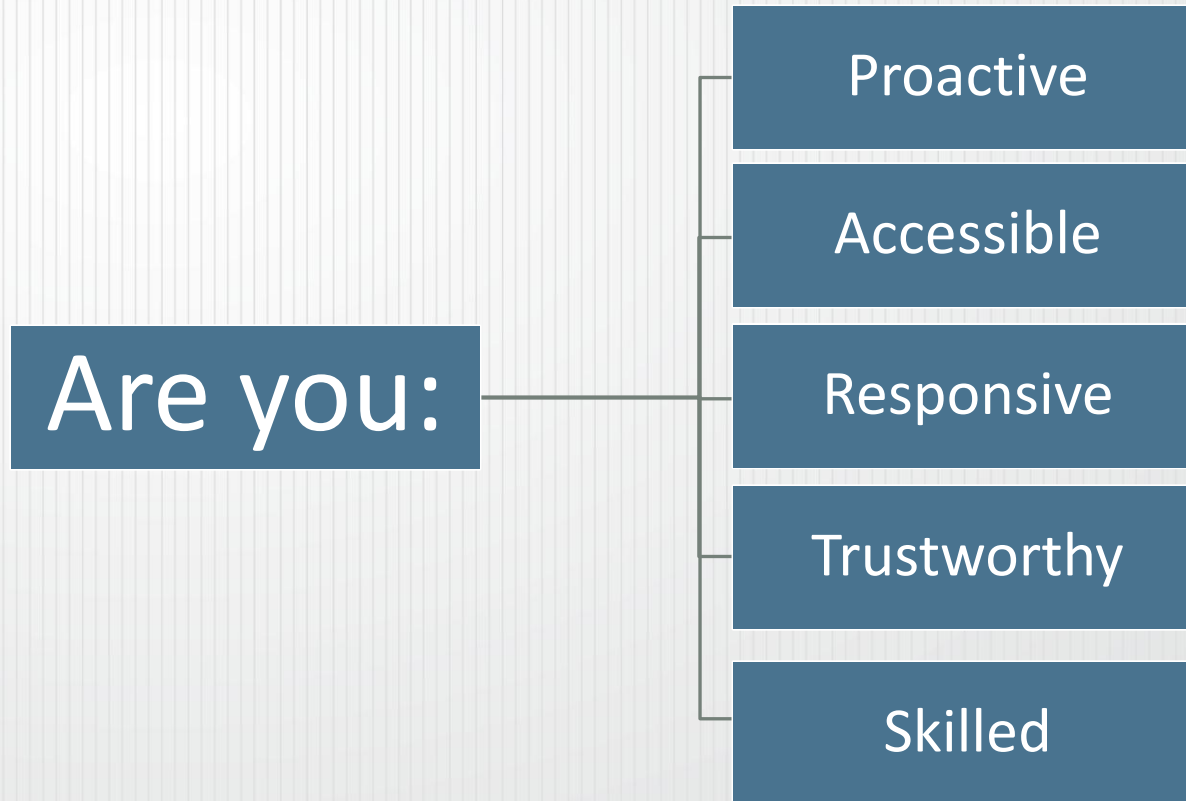 Are you:
Proactive
Accessible
Responsive
Trustworthy
Skilled